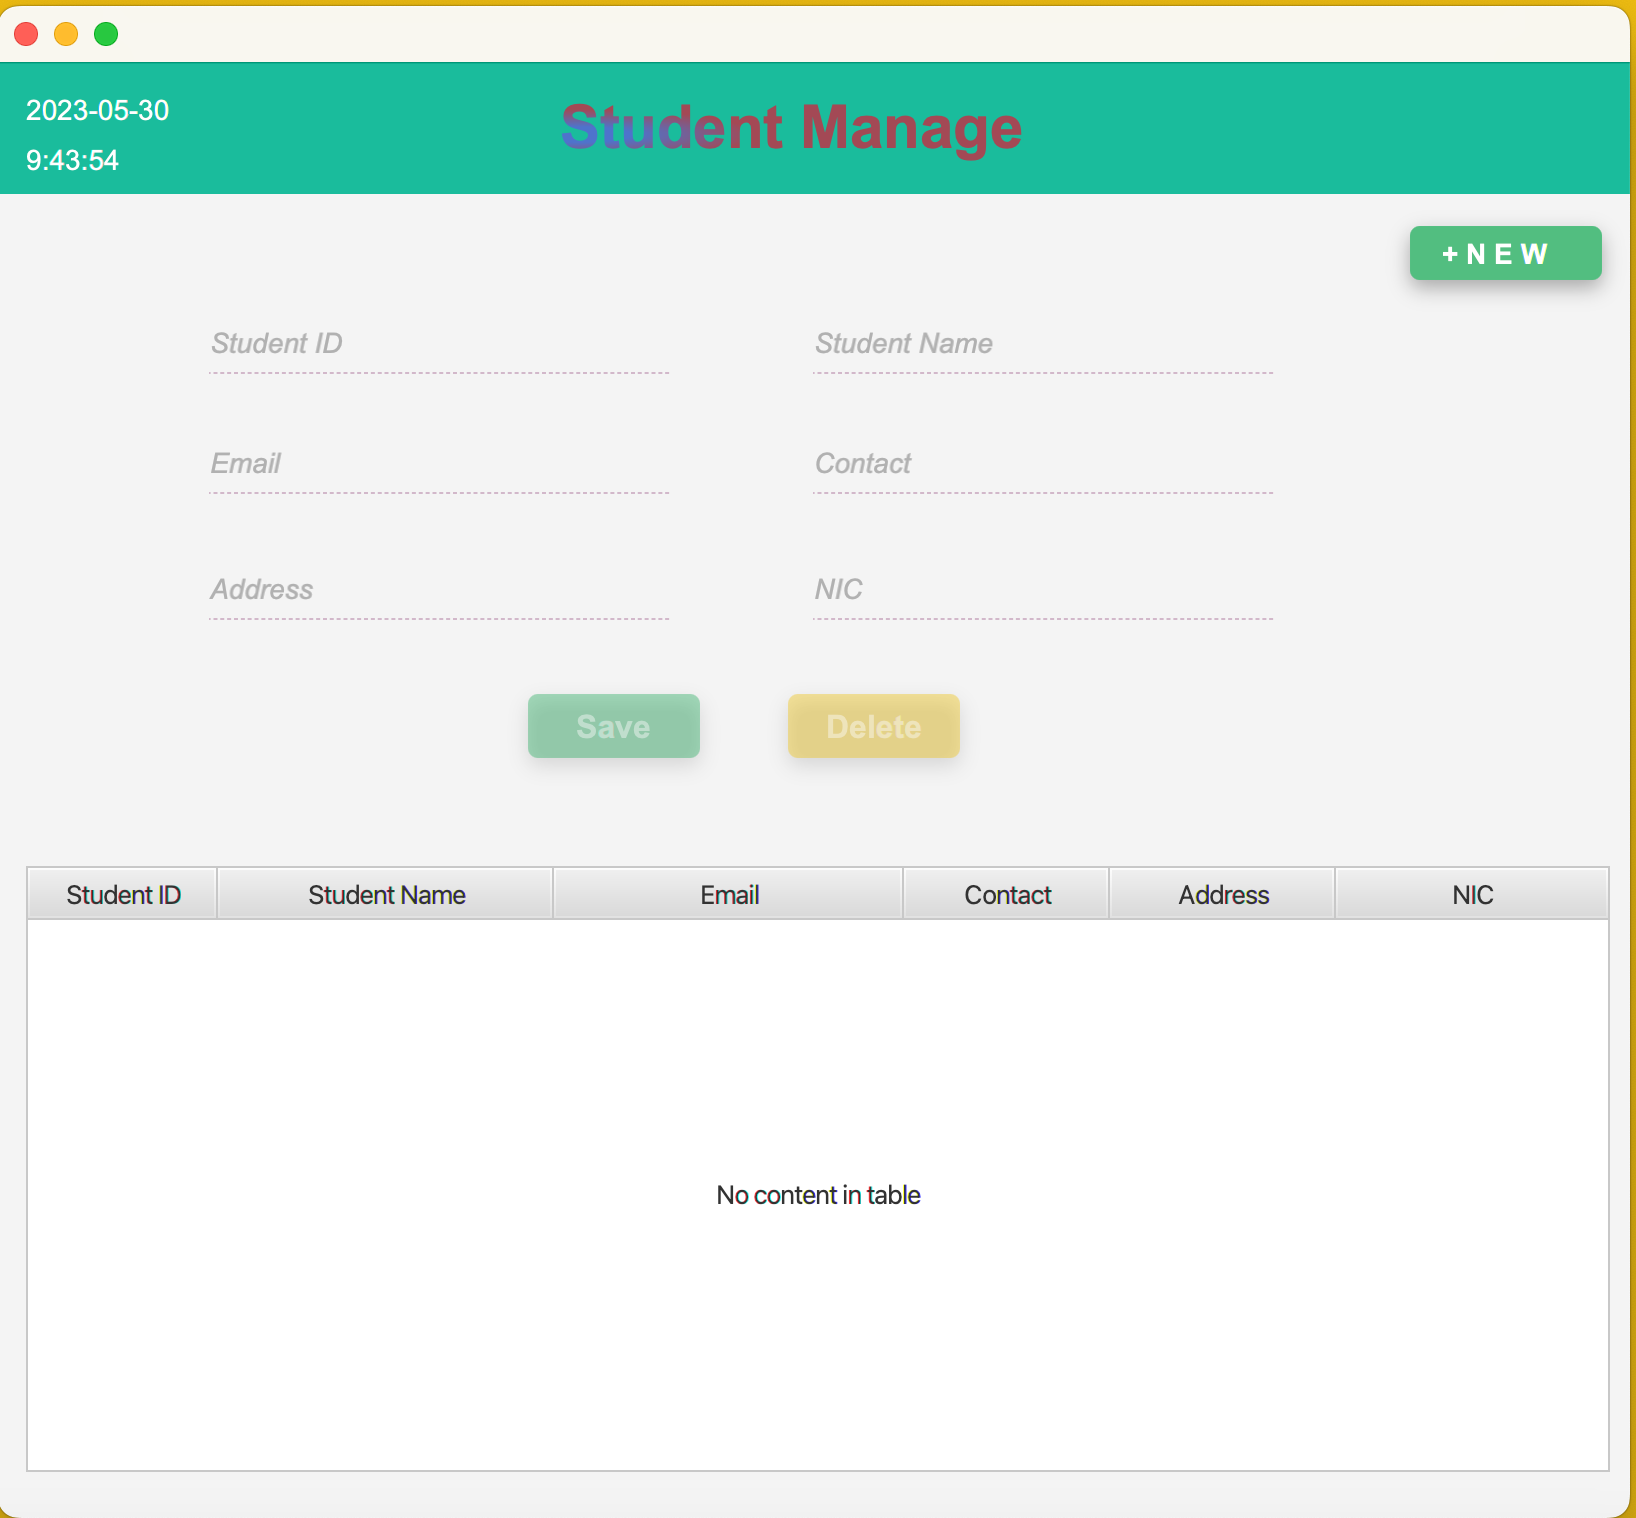 2023-05-30
Student Manage
9:43:54
+NEW
Student ID
Student Name
Email
Contact
Address
NIC
Save
Delete
Student ID Student Name Email Contact Address NIC
No content in table